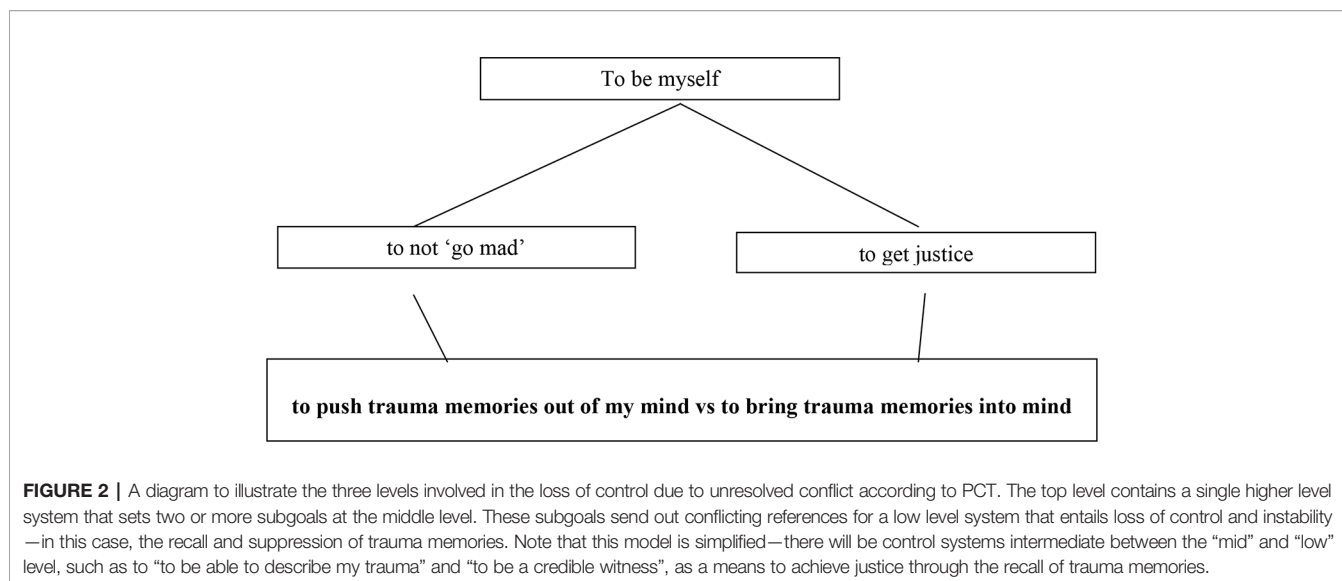 To be myself
to not ‘go mad’
to get justice
to push trauma memories out of my mind vs to bring trauma memories into mind
FIGURE 2 | A diagram to illustrate the three levels involved in the loss of control due to unresolved conflict according to PCT. The top level contains a single higher level
system that sets two or more subgoals at the middle level. These subgoals send out conflicting references for a low level system that entails loss of control and instability
—in this case, the recall and suppression of trauma memories. Note that this model is simplified—there will be control systems intermediate between the “mid” and “low”
level, such as to “to be able to describe my trauma” and “to be a credible witness”, as a means to achieve justice through the recall of trauma memories.